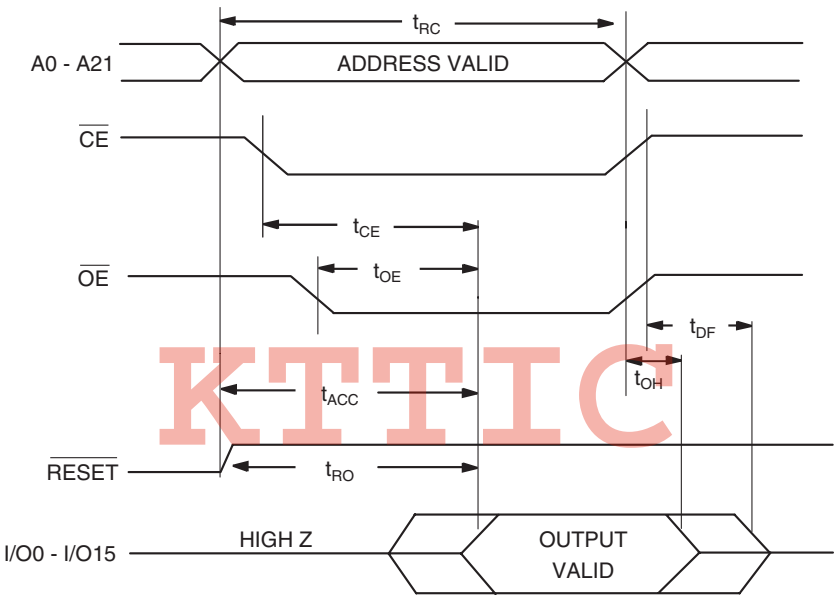 tRC
A0 - A21
ADDRESS VALID
CE
tCE
OE
tOE
tDF
tOH
KTTIC
tACC
RESET
tRO
I/O0 - I/O15
HIGH Z
OUTPUT
VALID